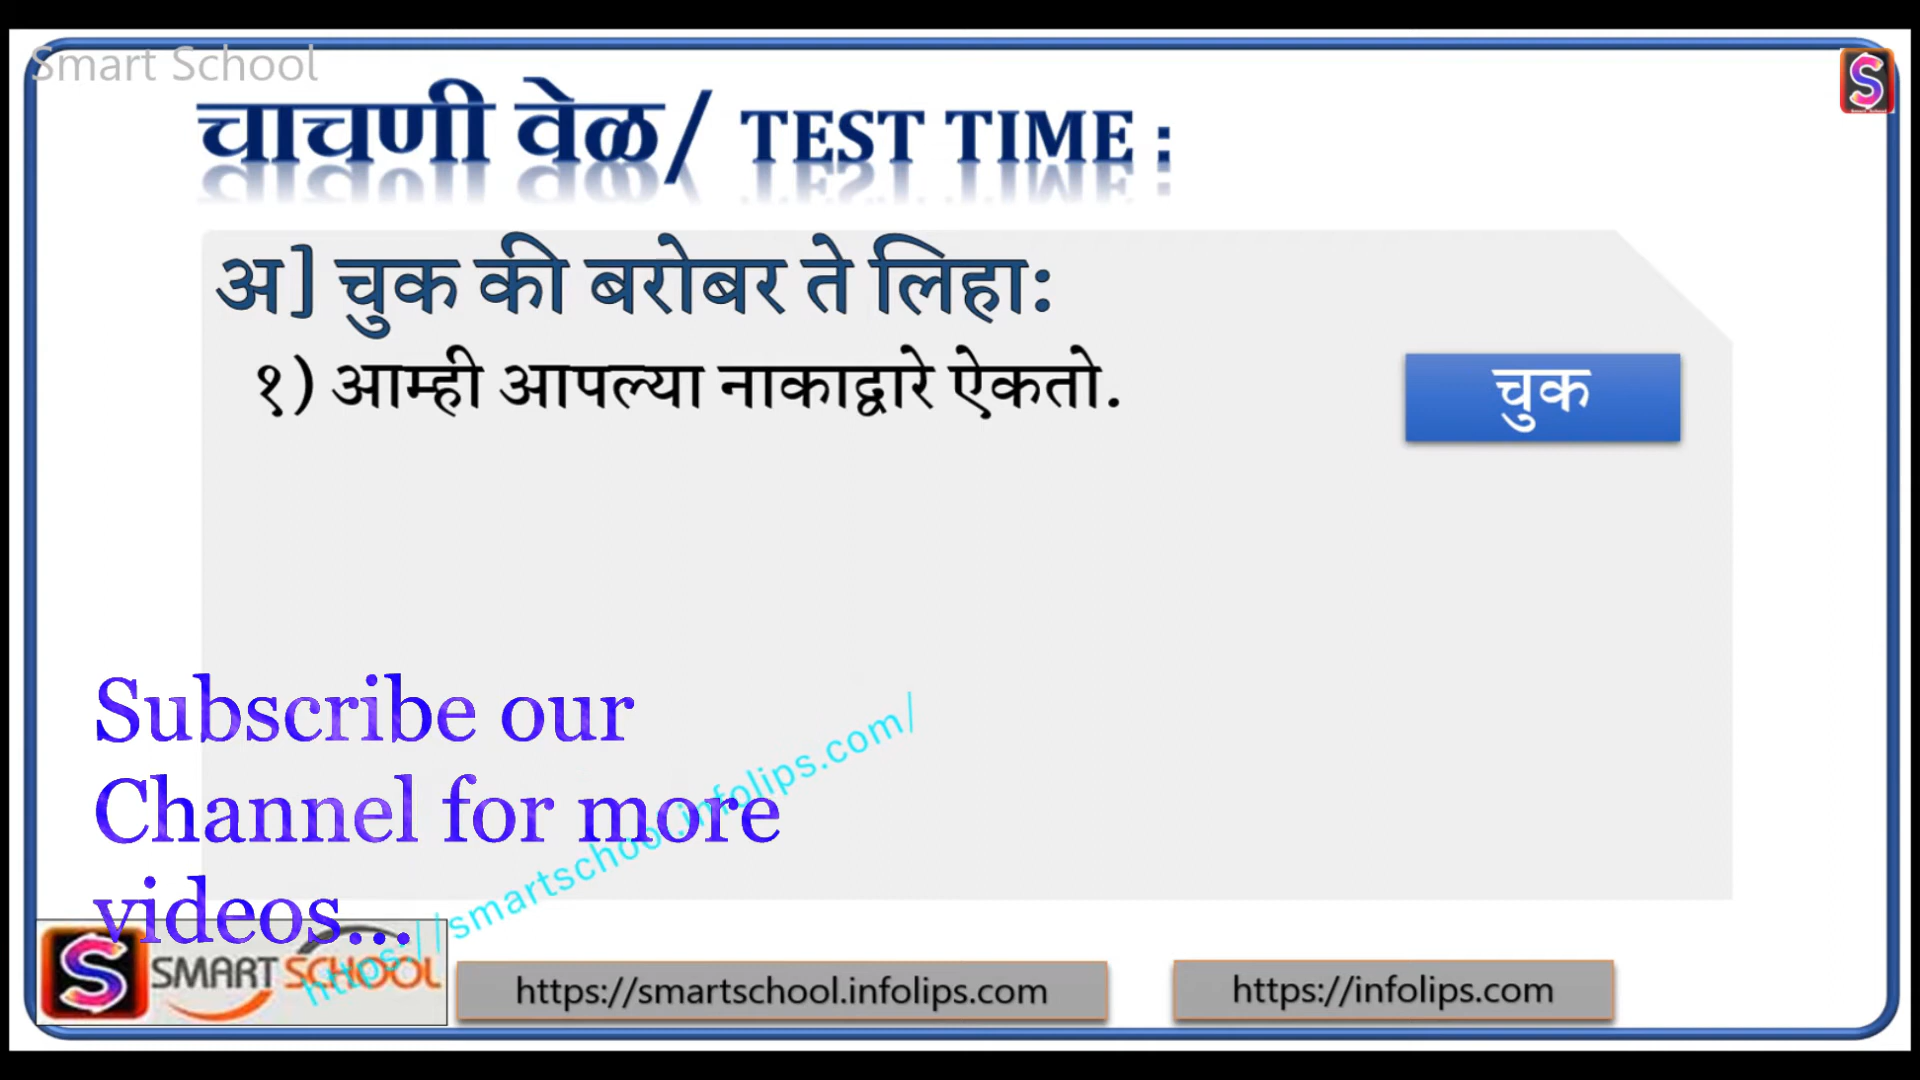 Smart School
चाचणी वेळ/ TEST TIME :
अ] चुक की बरोबर ते लिहा:
१) आम्ही आपल्या नाकाद्वारे ऐकतो.
चुक
Subscribe our
Channel for more
videos...
https://smartschool.infolips.com/
SMART SCHOOL
https://smartschool.infolips.com
https://infolips.com